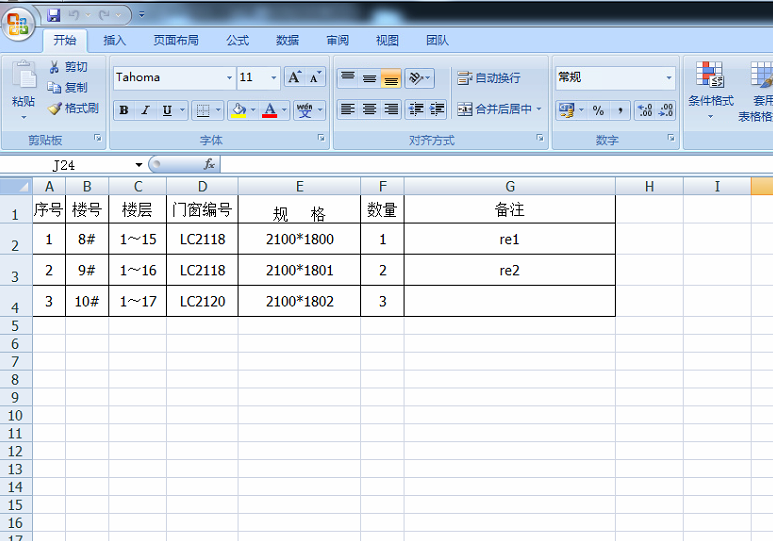 开始 插入 页面布局 公式 数据 审阅 视图 团队
剪切
复制
格式刷
粘贴
剪贴板
Tahoma 11 A A
B I U A wén 文
字体
自动换行
合并后居中
对齐方式
常规
% , .0 .00 .00 .0
数字
条件格式 套用
表格格
J24 fx
A B C D E F G H I
1 序号 楼号 楼层 门窗编号 规 格 数量 备注
2 1 8# 1～15 LC2118 2100*1800 1 re1
3 2 9# 1～16 LC2118 2100*1801 2 re2
4 3 10# 1～17 LC2120 2100*1802 3
5
6
7
8
9
10
11
12
13
14
15
16
17